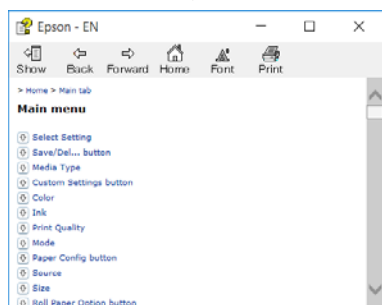 Epson - EN
Show Back Forward Home Font Print
> Home > Main tab
Main menu
Select Setting
Save/Del... button
Media Type
Custom Settings button
Color
Ink
Print Quality
Mode
Paper Config button
Source
Size
Roll Paper Option button